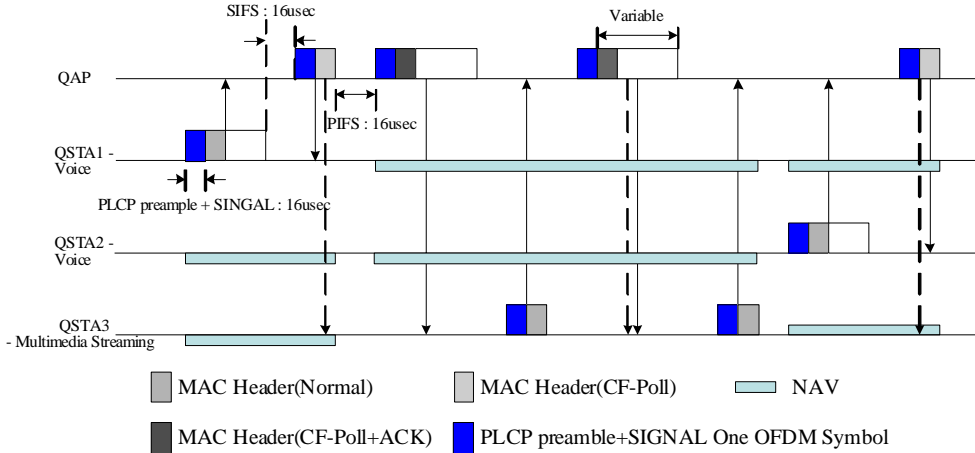 SIFS : 16usec
Variable
QAP
PIFS : 16usec
QSTA1 -
Voice
PLCP preamble + SINGAL : 16usec
QSTA2 -
Voice
QSTA3
- Multimedia Streaming
MAC Header(Normal)
MAC Header(CF-Poll)
NAV
MAC Header(CF-Poll+ACK)
PLCP preamble+SIGNAL One OFDM Symbol